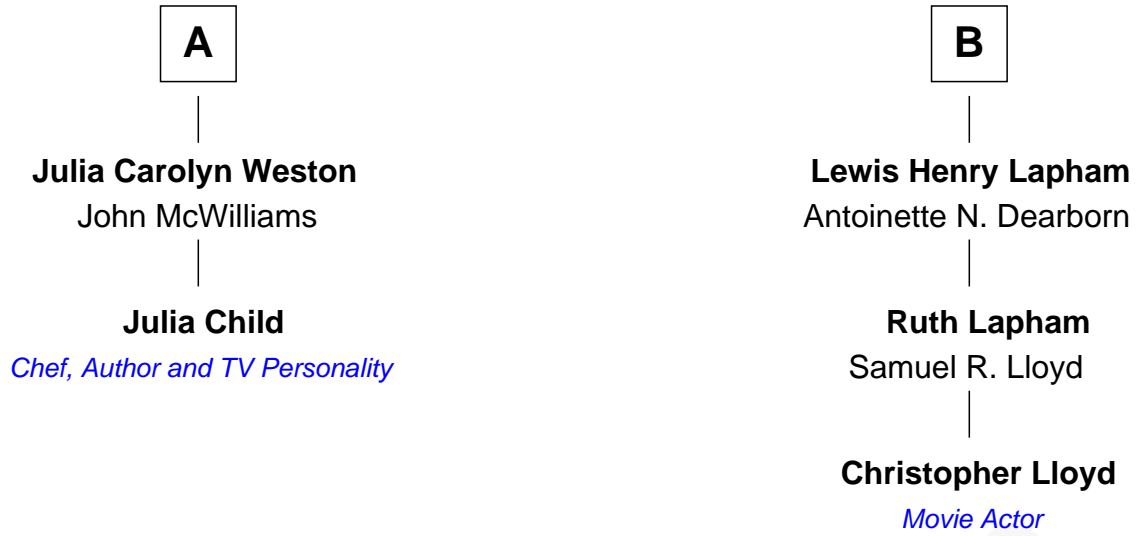 A
Julia Carolyn Weston
John McWilliams
Julia Child
Chef, Author and TV Personality
B
Lewis Henry Lapham
Antoinette N. Dearborn
Ruth Lapham
Samuel R. Lloyd
Christopher Lloyd
Movie Actor